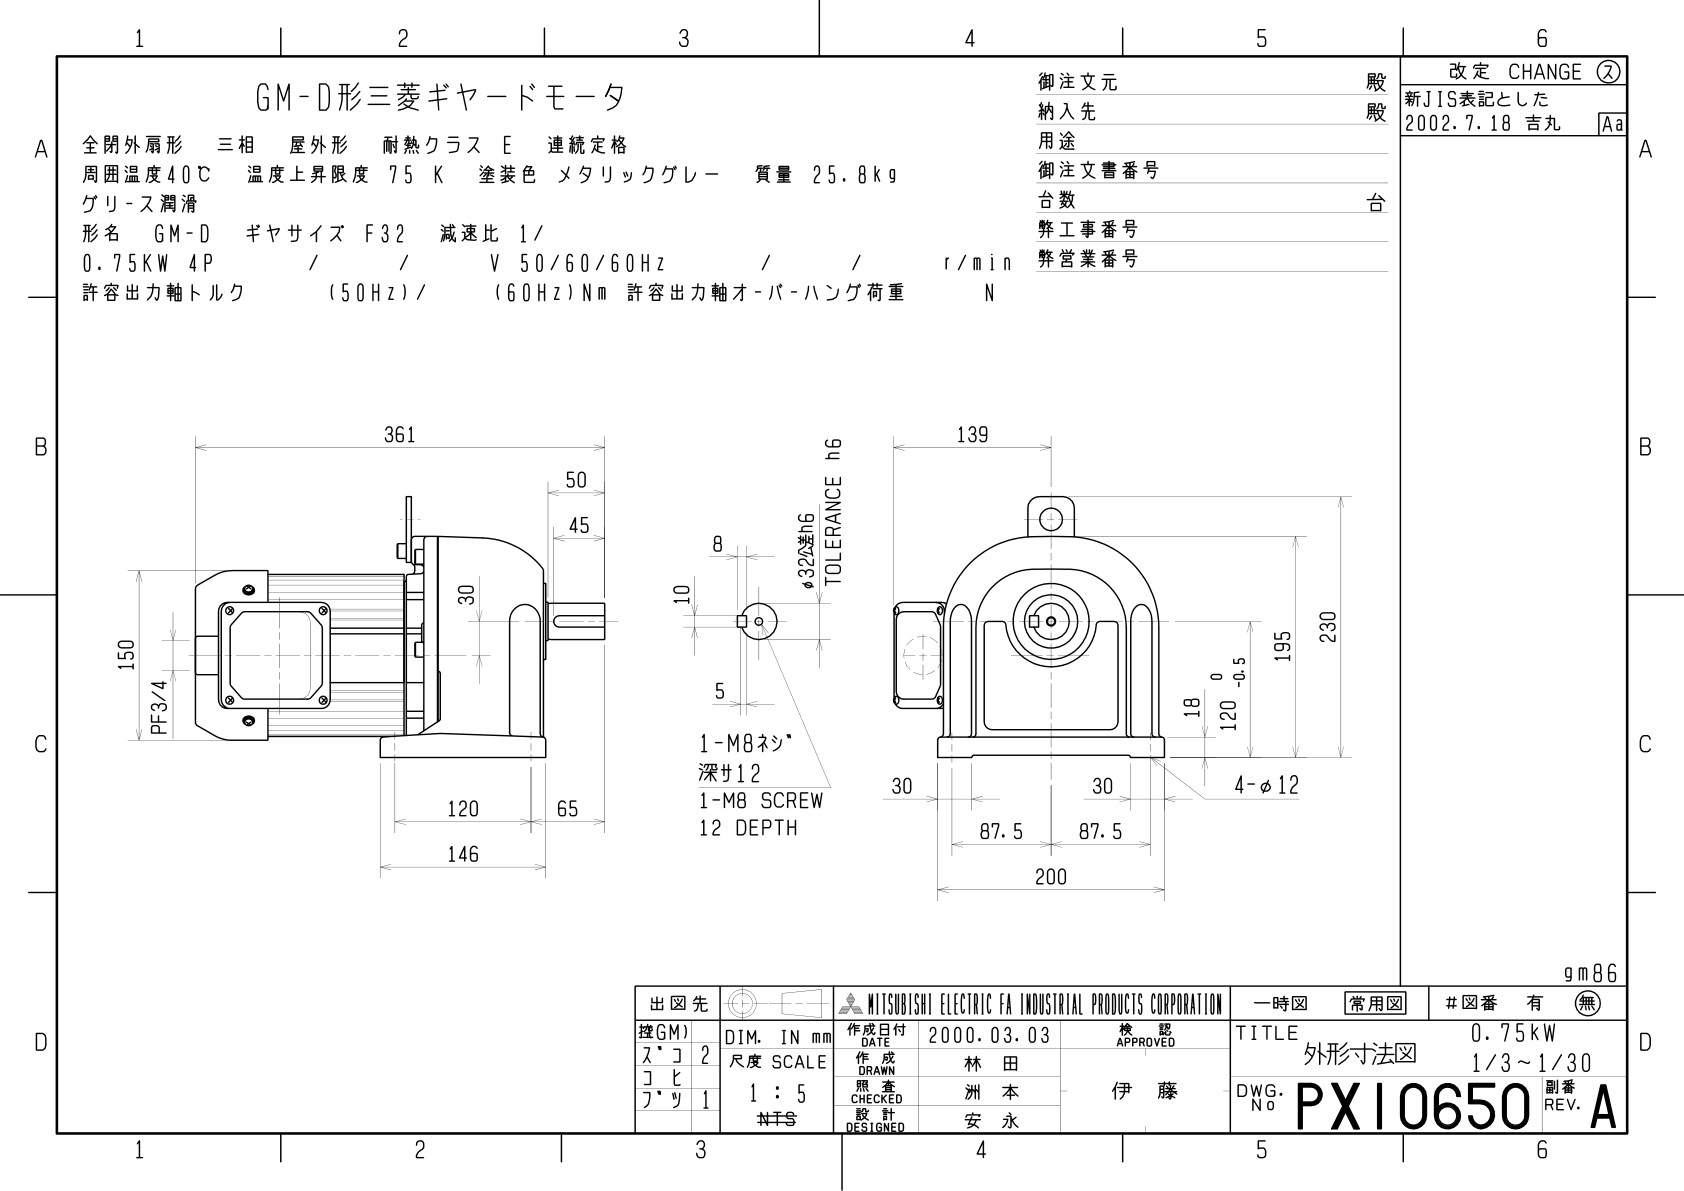 1 2 3 4 5 6
GM-D形三菱ギヤードモータ
全閉外扇形 三相 屋外形 耐熱クラス E 連続定格
周囲温度40℃ 温度上昇限度 75 K 塗装色 メタリックグレー 質量 25.8kg
グリース潤滑
形名 GM-D ギヤサイズ F32 減速比 1/
0.75KW 4P / / V 50/60/60Hz / / r/min
許容出力軸トルク (50Hz)/ (60Hz)Nm 許容出力軸オーバーハング荷重 N
御注文元 殿
納入先 殿
用途
御注文書番号
台数 台
弊工事番号
弊営業番号
改定 CHANGE ス
新JIS表記とした
2002.7.18 吉丸 Aa
A
B
C
D
A
B
C
D
361
50
45
30
150
PF3/4
120
65
146
8
10
5
φ32公差h6
TOLERANCE h6
1-M8ネジ
深サ12
1-M8 SCREW
12 DEPTH
139
230
195
120 0 -0.5
18
30
30
4-φ12
87.5
87.5
200
gm86
出図先
控GM)
ズコ 2
コヒ
ブツ 1
DIM. IN mm
尺度 SCALE
1 : 5
NTS
MITSUBISHI ELECTRIC FA INDUSTRIAL PRODUCTS CORPORATION
作成日付 DATE 2000.03.03
作成 DRAWN 林田
照査 CHECKED 洲本
設計 DESIGNED 安永
検認 APPROVED
伊藤
一時図 常用図 #図番 有 無
TITLE 0.75kW
外形寸法図 1/3~1/30
DWG. No PX10650 副番 REV. A
1 2 3 4 5 6